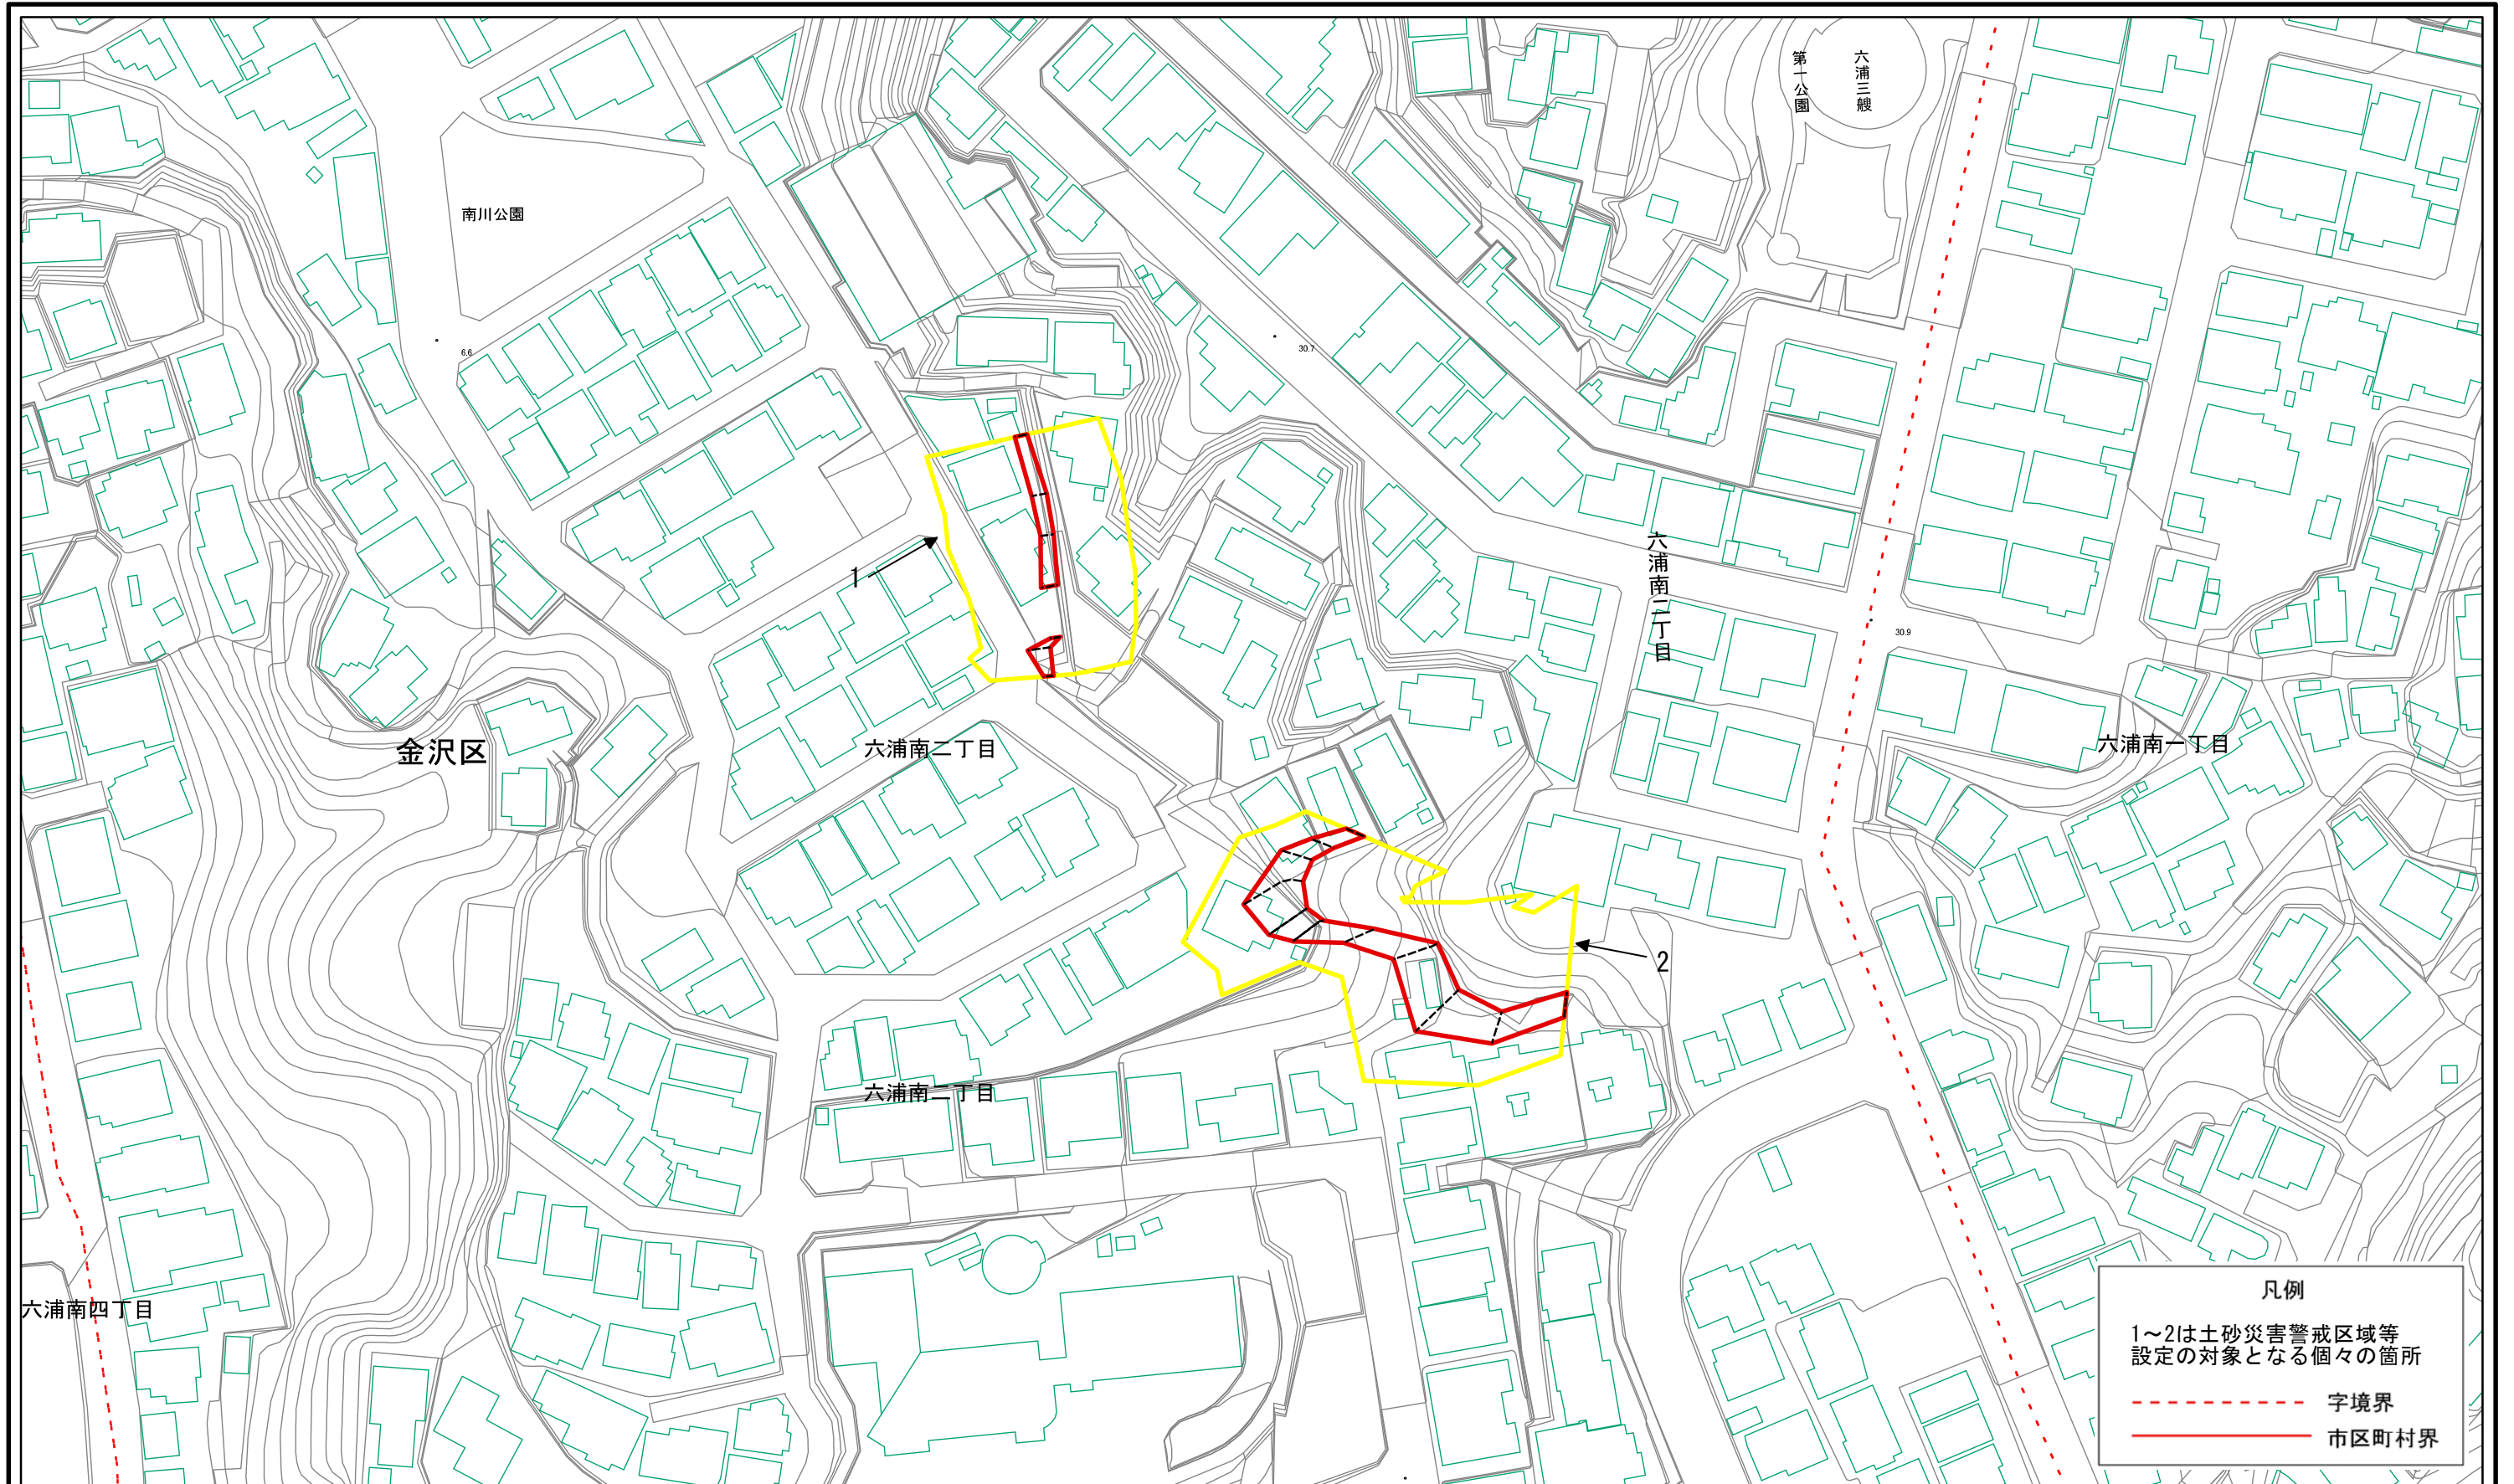 第一公園
六浦三艘
南川公園
6.6
30.7
六浦南二丁目
1
30.9
金沢区
六浦南二丁目
六浦南一丁目
2
六浦南二丁目
六浦南四丁目
凡例
1～2は土砂災害警戒区域等
設定の対象となる個々の箇所
字境界
市区町村界